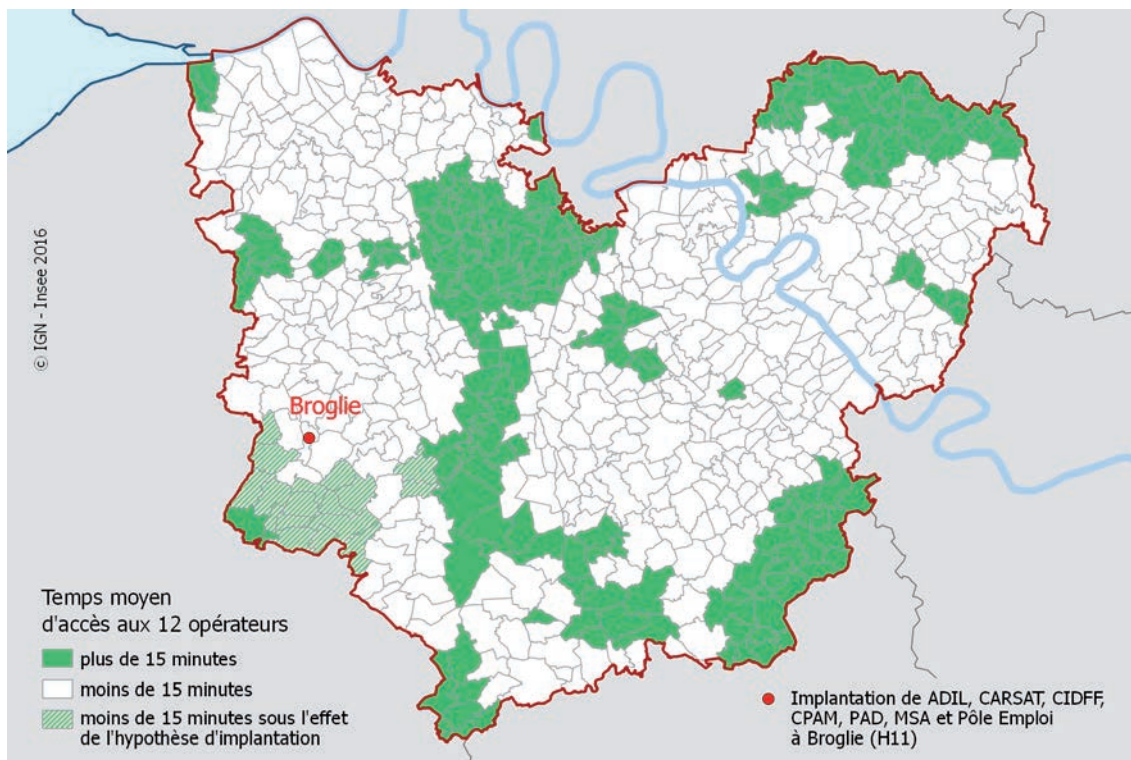 © IGN - Insee 2016
Broglie
Temps moyen
d'accès aux 12 opérateurs
plus de 15 minutes
moins de 15 minutes
moins de 15 minutes sous l'effet
de l'hypothèse d'implantation
Implantation de ADIL, CARSAT, CIDFF,
CPAM, PAD, MSA et Pôle Emploi
à Broglie (H11)